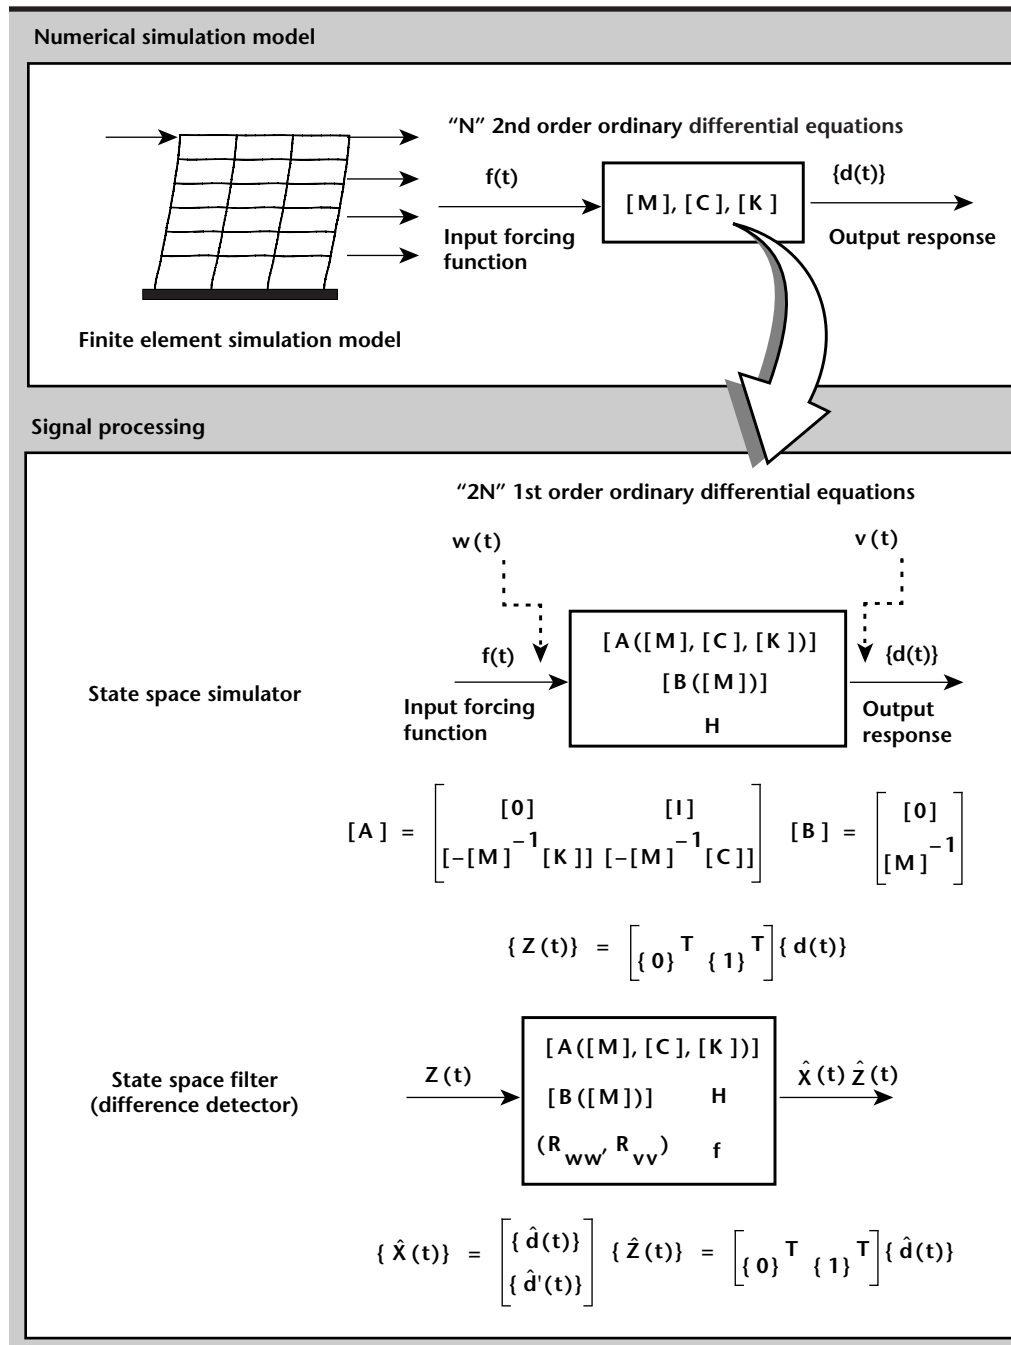 Numerical simulation model
“N” 2nd order ordinary differential equations
f(t)
{d(t)}
[M], [C], [K]
Input forcing
function
Output response
Finite element simulation model
Signal processing
“2N” 1st order ordinary differential equations
w(t)
v(t)
[A([M], [C], [K])]
f(t)
{d(t)}
[B([M])]
State space simulator
Input forcing
function
Output
response
H
[A] = [ [0] [I] [-[M]^-1 [K]] [-[M]^-1 [C]] ] [B] = [ [0] [M]^-1 ]
{Z(t)} = [ {0}^T {1}^T ] {d(t)}
[A([M], [C], [K])]
Z(t)
X̂(t) Ẑ(t)
State space filter
(difference detector)
[B([M])] H
(R_ww, R_vv) f
{X̂(t)} = [ {d̂(t)} {d̂'(t)} ] {Ẑ(t)} = [ {0}^T {1}^T ] {d̂(t)}